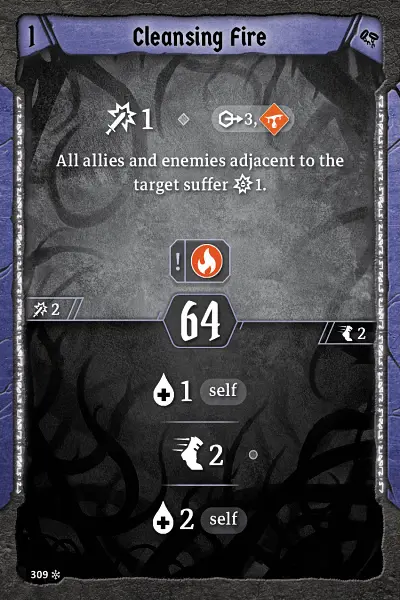 1
Cleansing Fire
1 3,
All allies and enemies adjacent to the
target suffer 1.
!
2
64
2
1 self
2
2 self
309